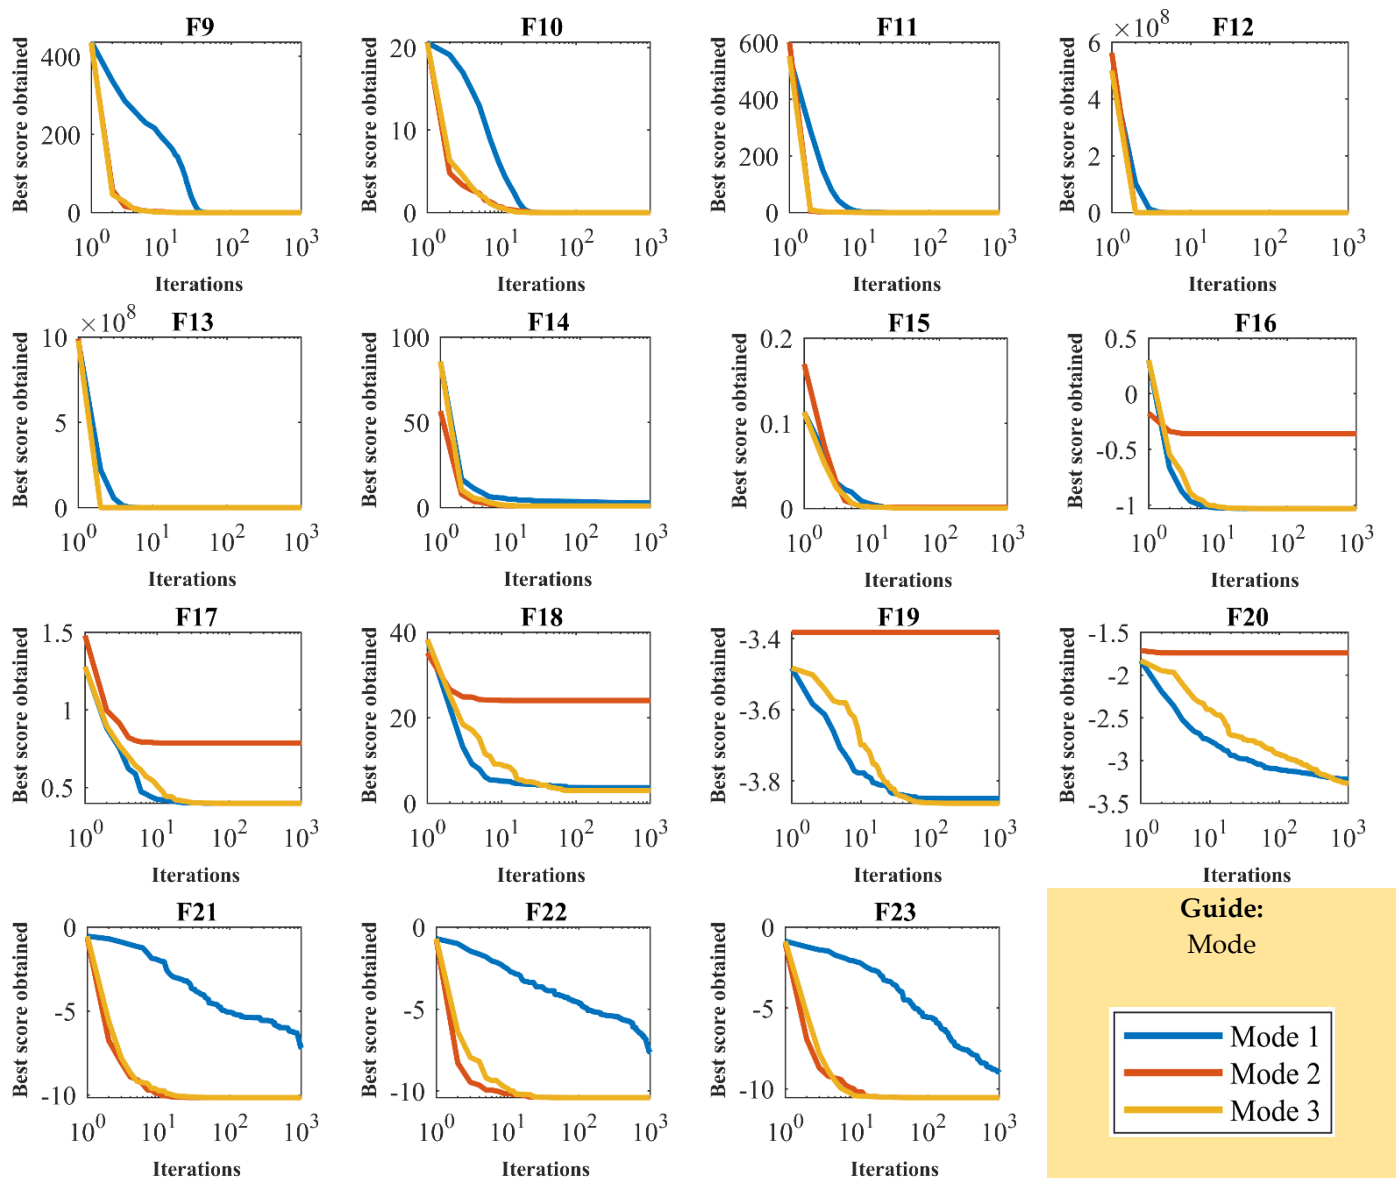 F9
Best score obtained
400
200
0
10^0 10^1 10^2 10^3
Iterations
F10
Best score obtained
20
10
0
10^0 10^1 10^2 10^3
Iterations
F11
Best score obtained
600
400
200
0
10^0 10^1 10^2 10^3
Iterations
F12
×10^8
Best score obtained
6
4
2
0
10^0 10^1 10^2 10^3
Iterations
F13
×10^8
Best score obtained
10
5
0
10^0 10^1 10^2 10^3
Iterations
F14
Best score obtained
100
50
0
10^0 10^1 10^2 10^3
Iterations
F15
Best score obtained
0.2
0.1
0
10^0 10^1 10^2 10^3
Iterations
F16
Best score obtained
0.5
0
-0.5
-1
10^0 10^1 10^2 10^3
Iterations
F17
Best score obtained
1.5
1
0.5
10^0 10^1 10^2 10^3
Iterations
F18
Best score obtained
40
20
0
10^0 10^1 10^2 10^3
Iterations
F19
Best score obtained
-3.4
-3.6
-3.8
10^0 10^1 10^2 10^3
Iterations
F20
Best score obtained
-1.5
-2
-2.5
-3
-3.5
10^0 10^1 10^2 10^3
Iterations
F21
Best score obtained
0
-5
-10
10^0 10^1 10^2 10^3
Iterations
F22
Best score obtained
0
-5
-10
10^0 10^1 10^2 10^3
Iterations
F23
Best score obtained
0
-5
-10
10^0 10^1 10^2 10^3
Iterations
Guide:
Mode
Mode 1
Mode 2
Mode 3